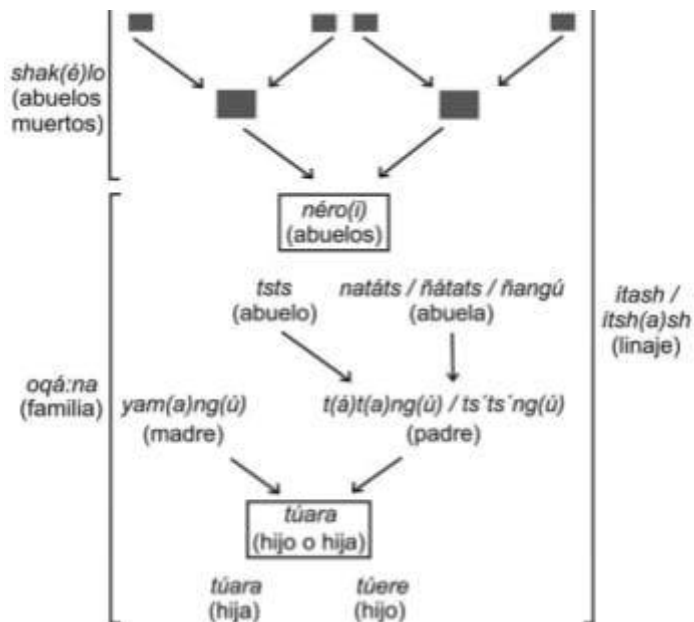 shak(é)lo
(abuelos
muertos)
néro(i)
(abuelos)
tsts
(abuelo)
natáts / ñátats / ñangú
(abuela)
ítash /
ítsh(a)sh
(linaje)
oqá:na
(familia)
yam(a)ng(ù)
(madre)
t(á)t(a)ng(ù) / ts´ts´ng(ù)
(padre)
túara
(hijo o hija)
túara
(hija)
túere
(hijo)